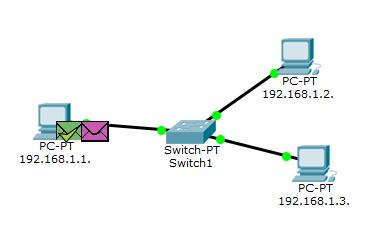 PC-PT
192.168.1.2.
Switch-PT
Switch1
PC-PT
192.168.1.1.
PC-PT
192.168.1.3.